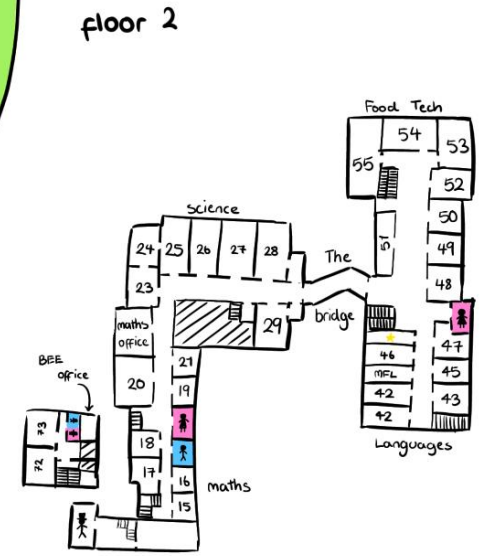 floor 2
Food Tech
54
53
55
52
50
51
49
48
47
46
45
MFL
43
42
42
Languages
The
bridge
Science
24
25
26
27
28
23
29
maths
office
20
21
19
18
17
16
15
maths
BEE
office
73
72